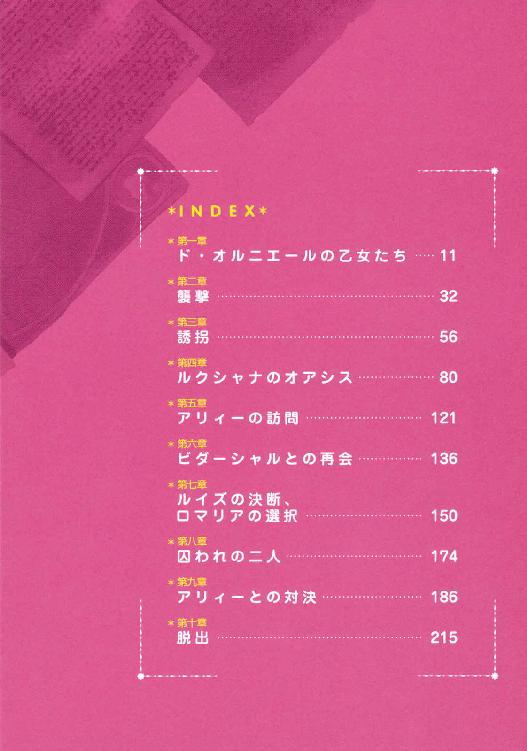 *INDEX*
* 第一章
ド・オルニエールの乙女たち ····· 11
* 第二章
襲撃 ····· 32
* 第三章
誘拐 ····· 56
* 第四章
ルクシャナのオアシス ····· 80
* 第五章
アリィーの訪問 ····· 121
* 第六章
ビダーシャルとの再会 ····· 136
* 第七章
ルイズの決断、
ロマリアの選択 ····· 150
* 第八章
囚われの二人 ····· 174
* 第九章
アリィーとの対決 ····· 186
* 第十章
脱出 ····· 215